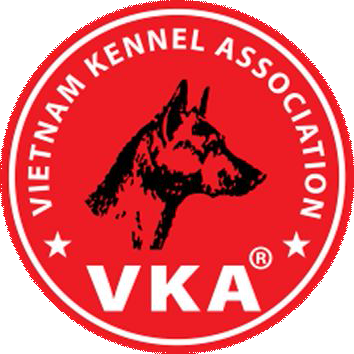 VIETNAM KENNEL ASSOCIATION
VKA®